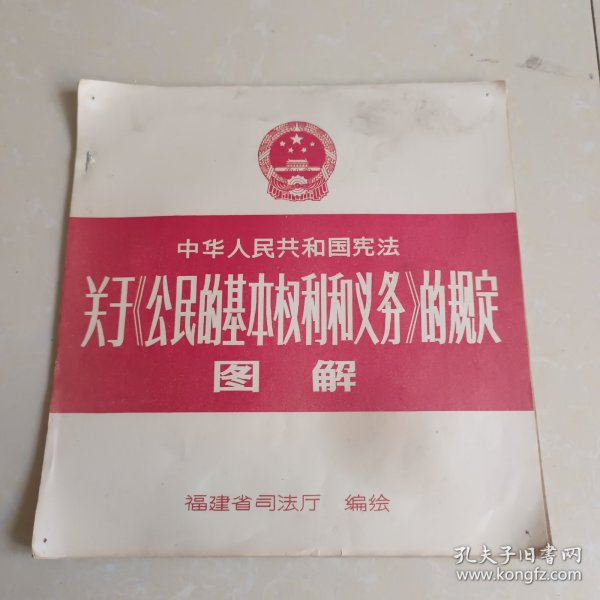 中华人民共和国宪法
关于《公民的基本权利和义务》的规定
图解
福建省司法厅 编绘
孔夫子旧书网
www.kongfz.com